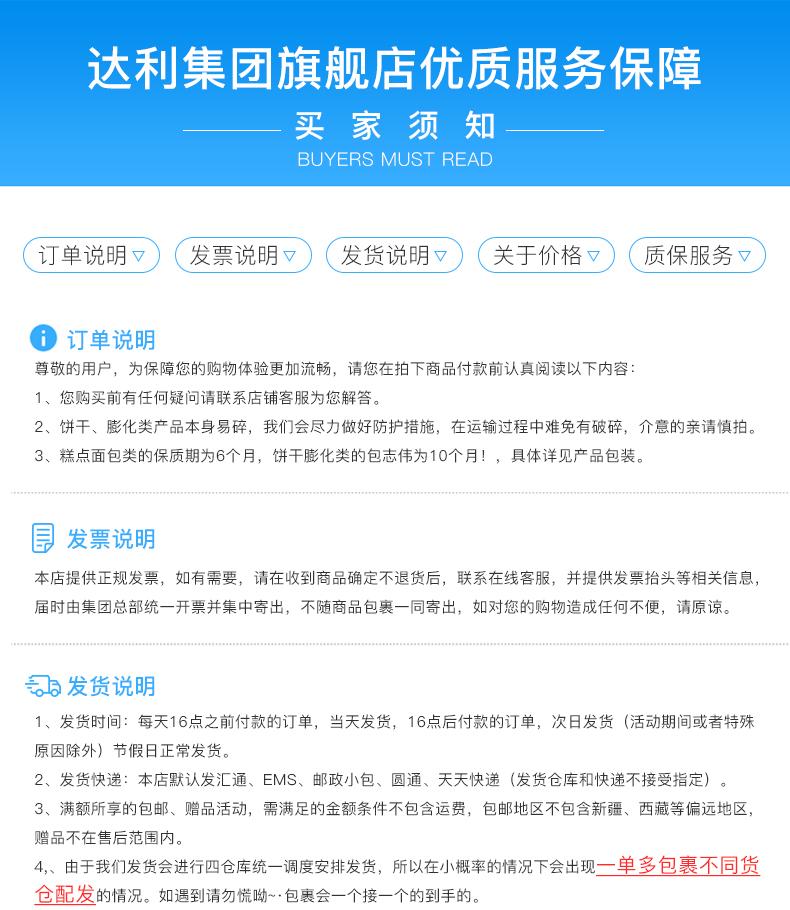 达利集团旗舰店优质服务保障
买家须知
BUYERS MUST READ
订单说明▽ 发票说明▽ 发货说明▽ 关于价格▽ 质保服务▽
订单说明
尊敬的用户，为保障您的购物体验更加流畅，请您在拍下商品付款前认真阅读以下内容：
1、您购买前有任何疑问请联系店铺客服为您解答。
2、饼干、膨化类产品本身易碎，我们会尽力做好防护措施，在运输过程中难免有破碎，介意的亲请慎拍。
3、糕点面包类的保质期为6个月，饼干膨化类的包志伟为10个月！，具体详见产品包装。
发票说明
本店提供正规发票，如有需要，请在收到商品确定不退货后，联系在线客服，并提供发票抬头等相关信息，
届时由集团总部统一开票并集中寄出，不随商品包裹一同寄出，如对您的购物造成任何不便，请原谅。
发货说明
1、发货时间：每天16点之前付款的订单，当天发货，16点后付款的订单，次日发货（活动期间或者特殊
原因除外）节假日正常发货。
2、发货快递：本店默认发汇通、EMS、邮政小包、圆通、天天快递（发货仓库和快递不接受指定）。
3、满额所享的包邮、赠品活动，需满足的金额条件不包含运费，包邮地区不包含新疆、西藏等偏远地区，
赠品不在售后范围内。
4,、由于我们发货会进行四仓库统一调度安排发货，所以在小概率的情况下会出现一单多包裹不同货
仓配发的情况。如遇到请勿慌呦~·包裹会一个接一个的到手的。